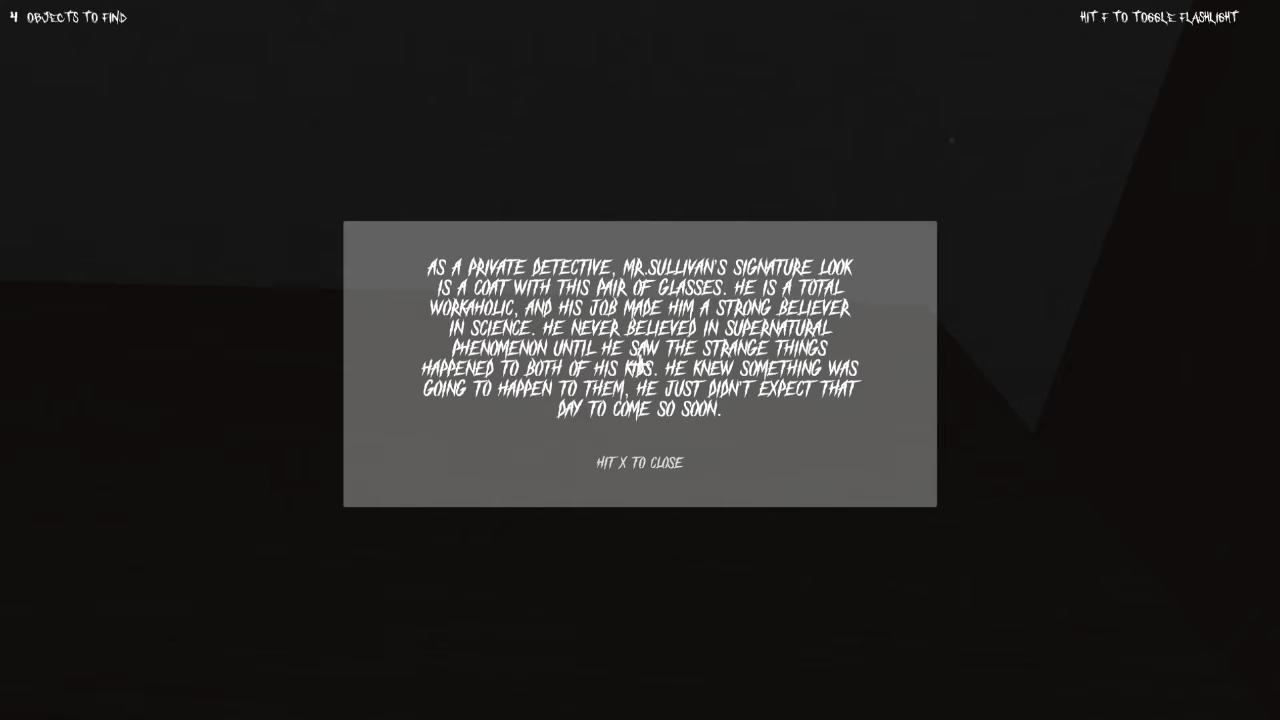 4 OBJECTS TO FIND
HIT F TO TOGGLE FLASHLIGHT
AS A PRIVATE DETECTIVE, MR.SULLIVAN'S SIGNATURE LOOK
IS A COAT WITH THIS PAIR OF GLASSES. HE IS A TOTAL
WORKAHOLIC, AND HIS JOB MADE HIM A STRONG BELIEVER
IN SCIENCE. HE NEVER BELIEVED IN SUPERNATURAL
PHENOMENON UNTIL HE SAW THE STRANGE THINGS
HAPPENED TO BOTH OF HIS KIDS. HE KNEW SOMETHING WAS
GOING TO HAPPEN TO THEM, HE JUST DIDN'T EXPECT THAT
DAY TO COME SO SOON.
HIT X TO CLOSE